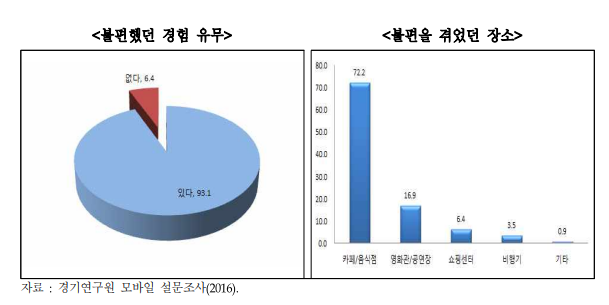 <불편했던 경험 유무>
없다, 6.4
있다, 93.1
<불편을 겪었던 장소>
80.0
70.0
60.0
50.0
40.0
30.0
20.0
10.0
0.0
72.2
16.9
6.4
3.5
0.9
카페/음식점 영화관/공연장 쇼핑센터 비행기 기타
자료 : 경기연구원 모바일 설문조사(2016).